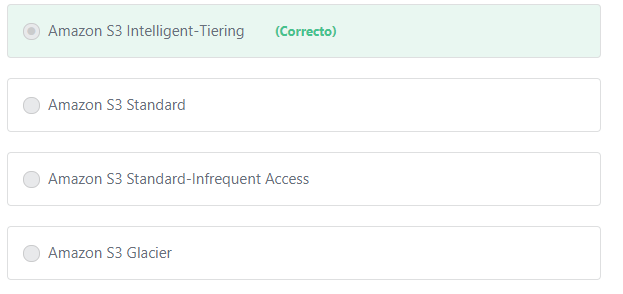 Amazon S3 Intelligent-Tiering (Correcto)
Amazon S3 Standard
Amazon S3 Standard-Infrequent Access
Amazon S3 Glacier